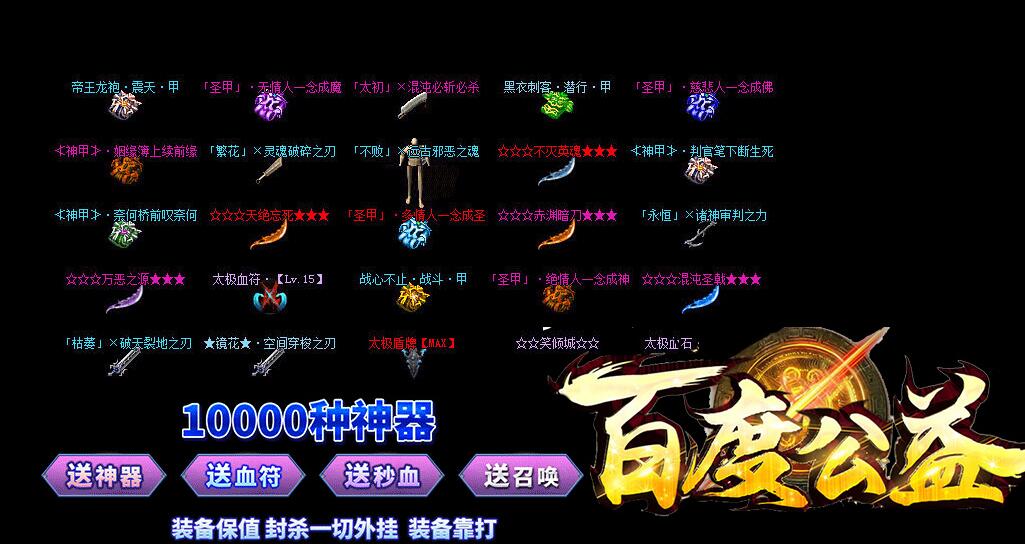 帝王龙袍·震天·甲 「圣甲」·无情人一念成魔 「太初」×混沌必斩必杀 黑衣刺客·潜行·甲 「圣甲」·慈悲人一念成佛
≮神甲≯·姻缘簿上续前缘 「繁花」×灵魂破碎之刃 「不败」×亘古邪恶之魂 ☆☆☆不灭英魂★★★ ≮神甲≯·判官笔下断生死
≮神甲≯·奈何桥前叹奈何 ☆☆☆天绝忘死★★★ 「圣甲」·多情人一念成圣 ☆☆☆赤渊暗刀★★★ 「永恒」×诸神审判之力
☆☆☆万恶之源★★★ 太极血符·【Lv.15】 战心不止·战斗·甲 「圣甲」·绝情人一念成神 ☆☆☆混沌圣戟★★★
「枯萎」×破天裂地之刃 ★镜花★·空间穿梭之刃 太极盾牌【MAX】 ☆☆笑倾城☆☆ 太极血石
百度公益
10000种神器
送神器 送血符 送秒血 送召唤
装备保值 封杀一切外挂 装备靠打